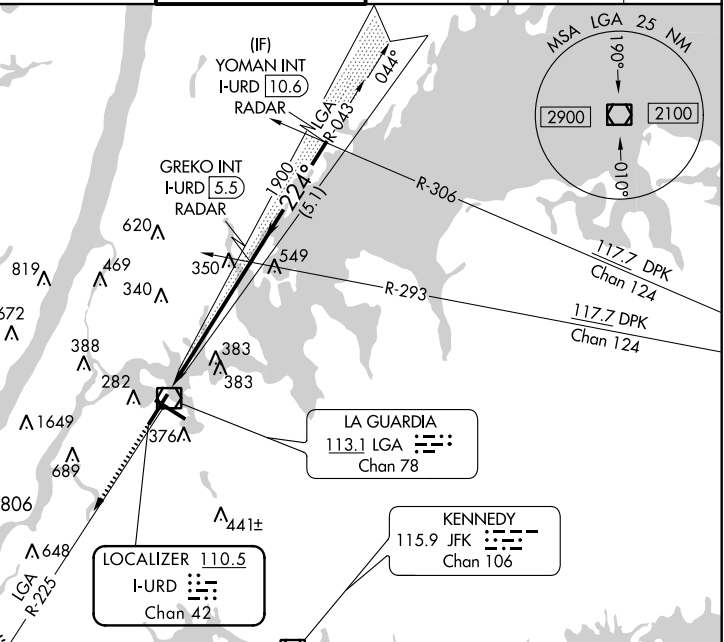 (IF)
YOMAN INT
I-URD 10.6
RADAR
LGA
R-043
044°
MSA LGA 25 NM
190°
2900
2100
010°
GREKO INT
I-URD 5.5
RADAR
1900
224°
(5.1)
R-306
117.7 DPK
Chan 124
R-293
117.7 DPK
Chan 124
620
350
549
819
469
340
672
388
383
383
282
1649
376
689
806
441±
648
LA GUARDIA
113.1 LGA
Chan 78
KENNEDY
115.9 JFK
Chan 106
LOCALIZER 110.5
I-URD
Chan 42
LGA
R-225